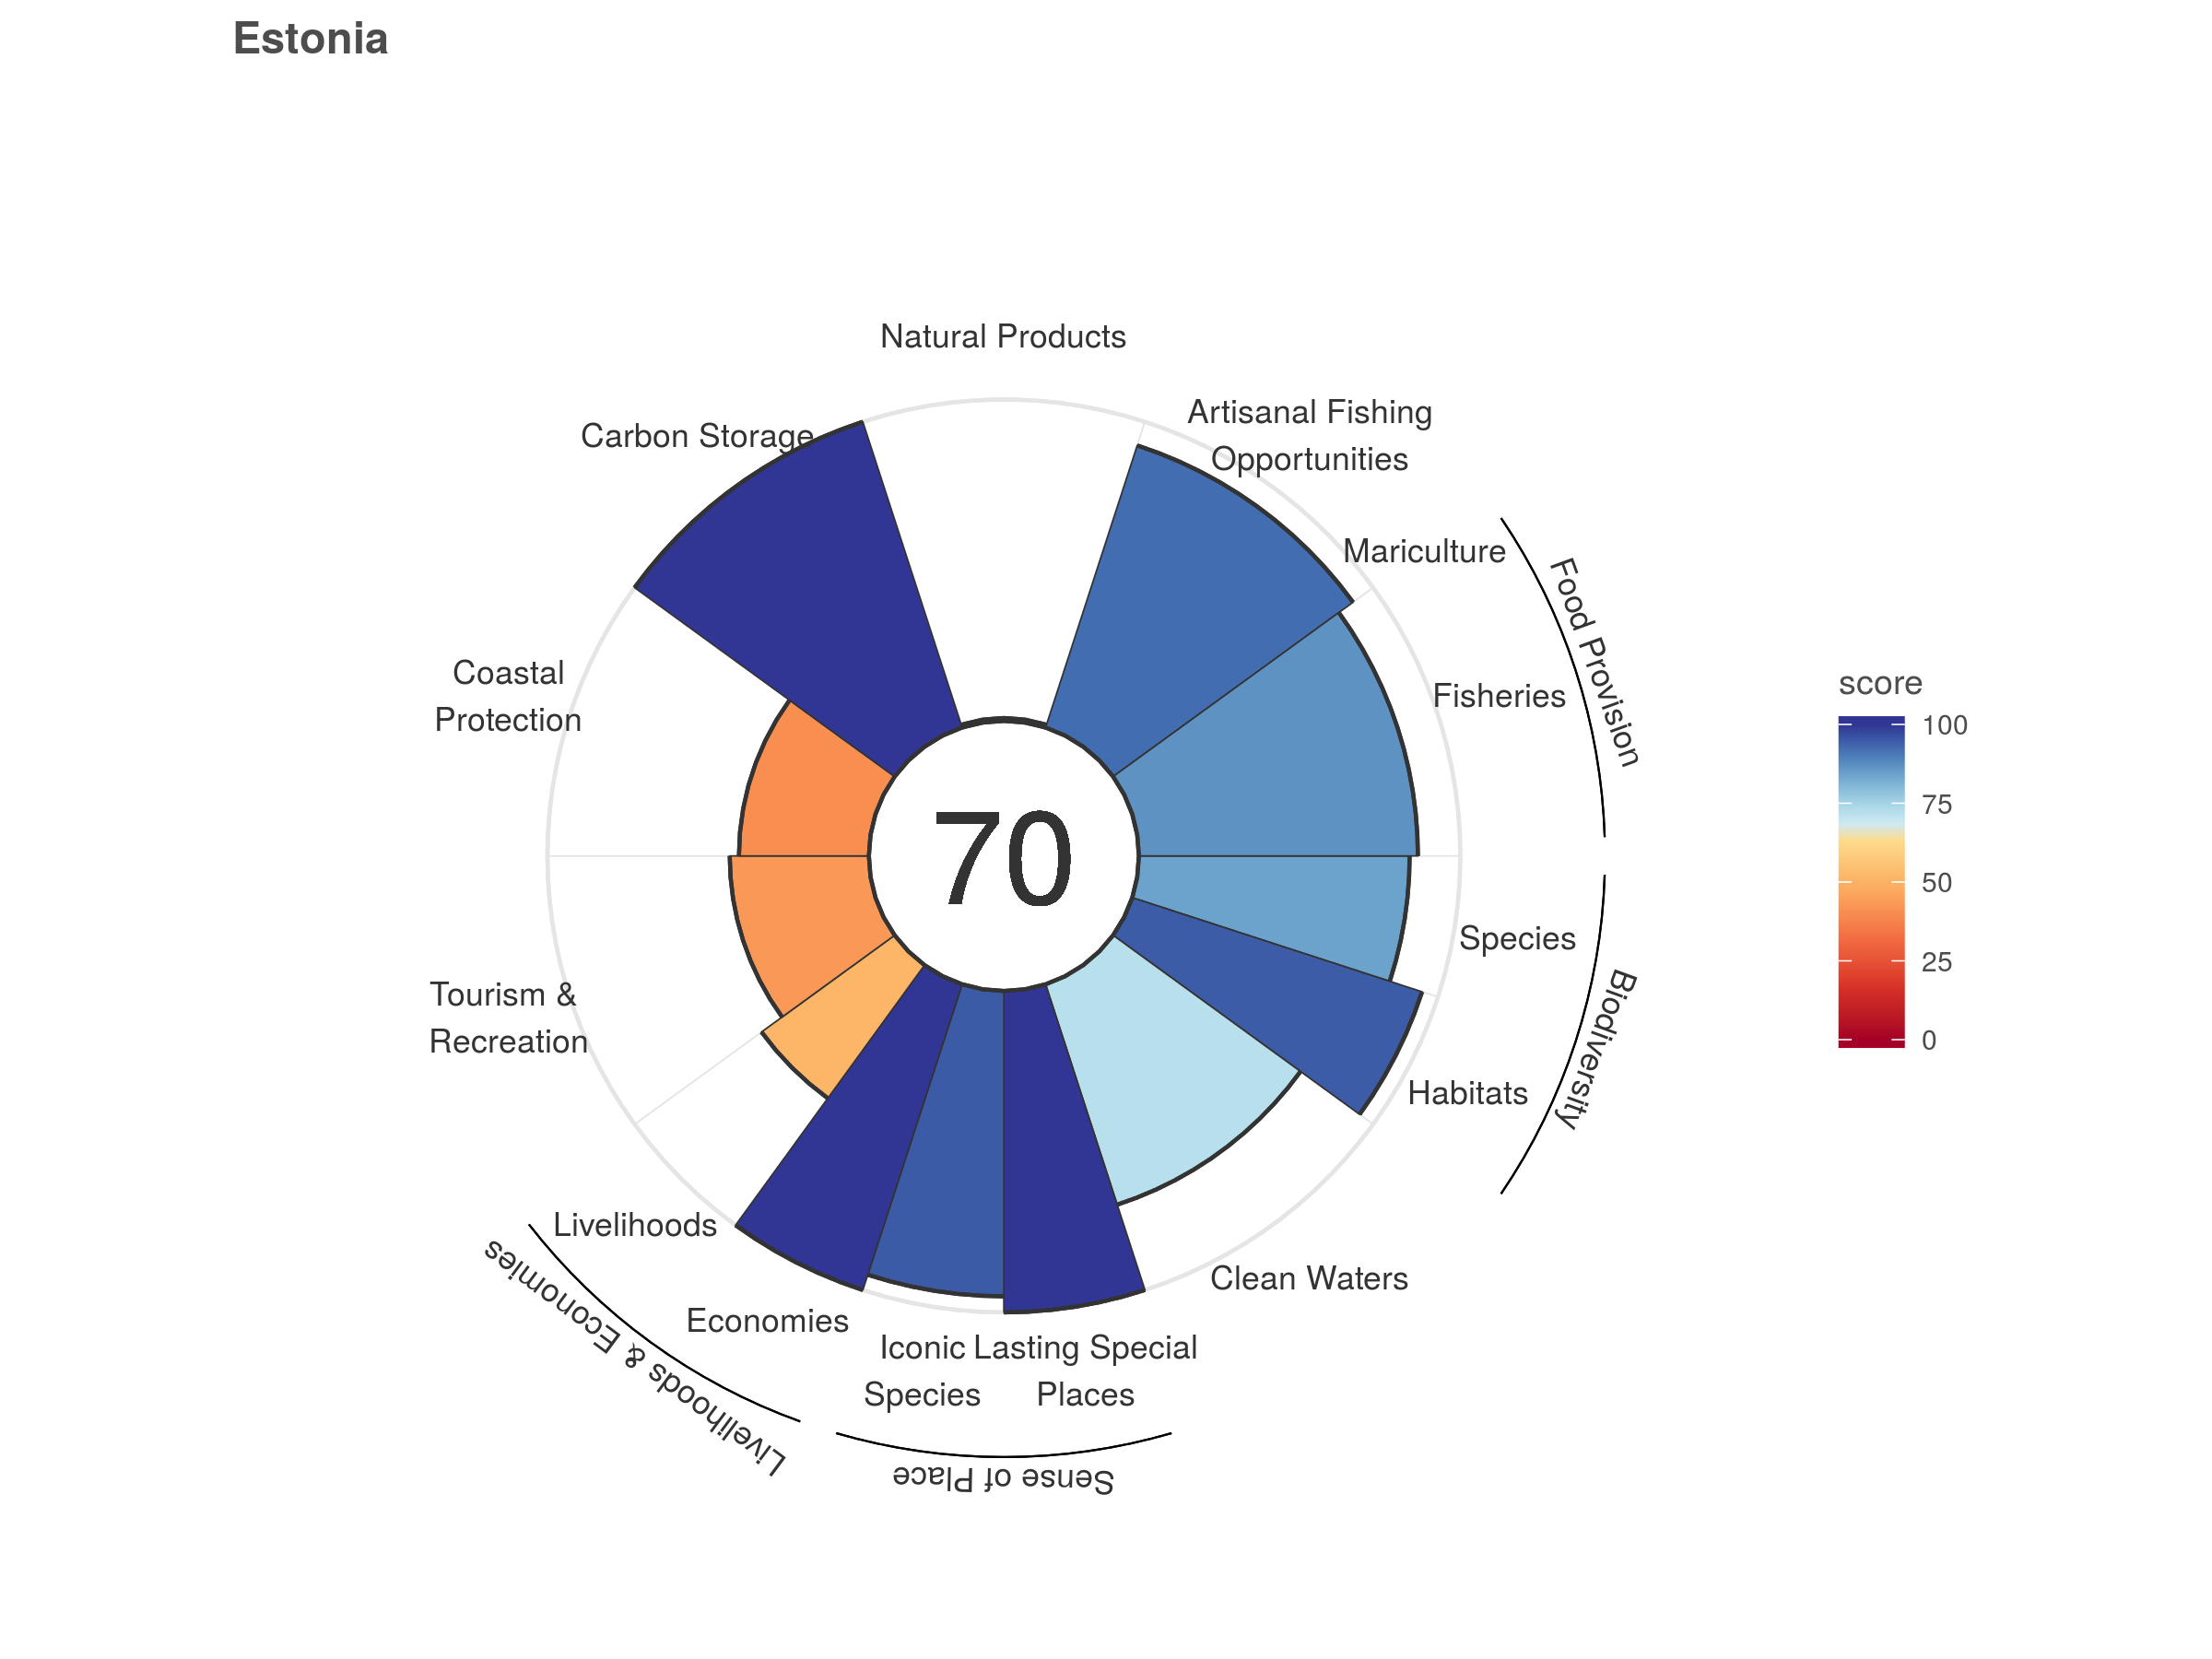 Estonia
Natural Products
Artisanal Fishing
Opportunities
Carbon Storage
Mariculture
Food Provision
Fisheries
Coastal
Protection
score
100
75
50
25
0
70
Species
Biodiversity
Habitats
Tourism &
Recreation
Livelihoods
Clean Waters
Economies
Livelihoods & Economies
Iconic
Species
Lasting Special
Places
Sense of Place